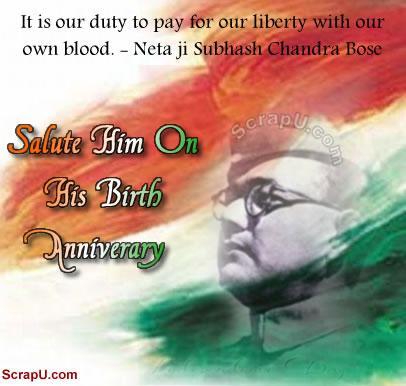 It is our duty to pay for our liberty with our
own blood. - Neta ji Subhash Chandra Bose
ScrapU.com
Salute Him On
His Birth
Anniverary
ScrapU.com